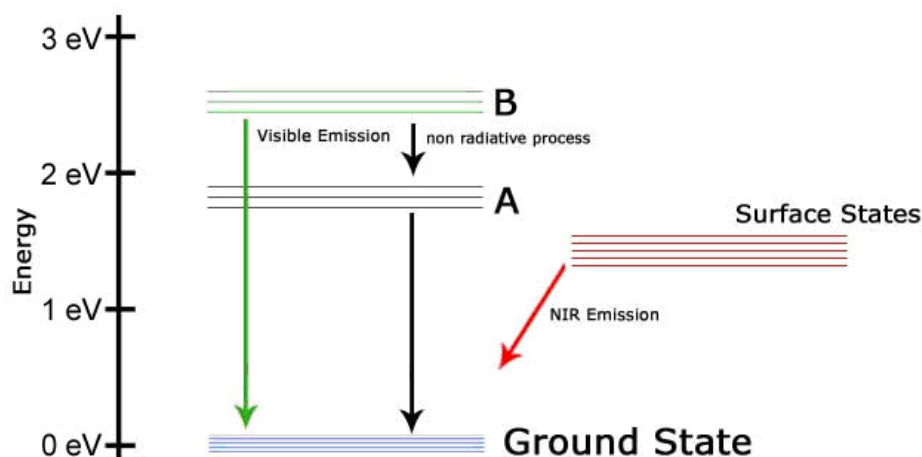 3 eV
B
Visible Emission
non radiative process
2 eV
A
Surface States
Energy
1 eV
NIR Emission
0 eV
Ground State